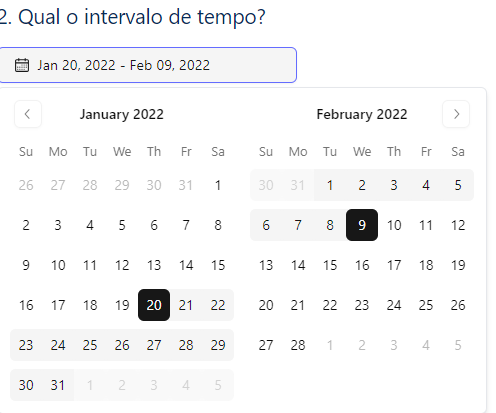 2. Qual o intervalo de tempo?
Jan 20, 2022 - Feb 09, 2022
January 2022
Su Mo Tu We Th Fr Sa
26 27 28 29 30 31 1
2 3 4 5 6 7 8
9 10 11 12 13 14 15
16 17 18 19 20 21 22
23 24 25 26 27 28 29
30 31 1 2 3 4 5
February 2022
Su Mo Tu We Th Fr Sa
30 31 1 2 3 4 5
6 7 8 9 10 11 12
13 14 15 16 17 18 19
20 21 22 23 24 25 26
27 28 1 2 3 4 5